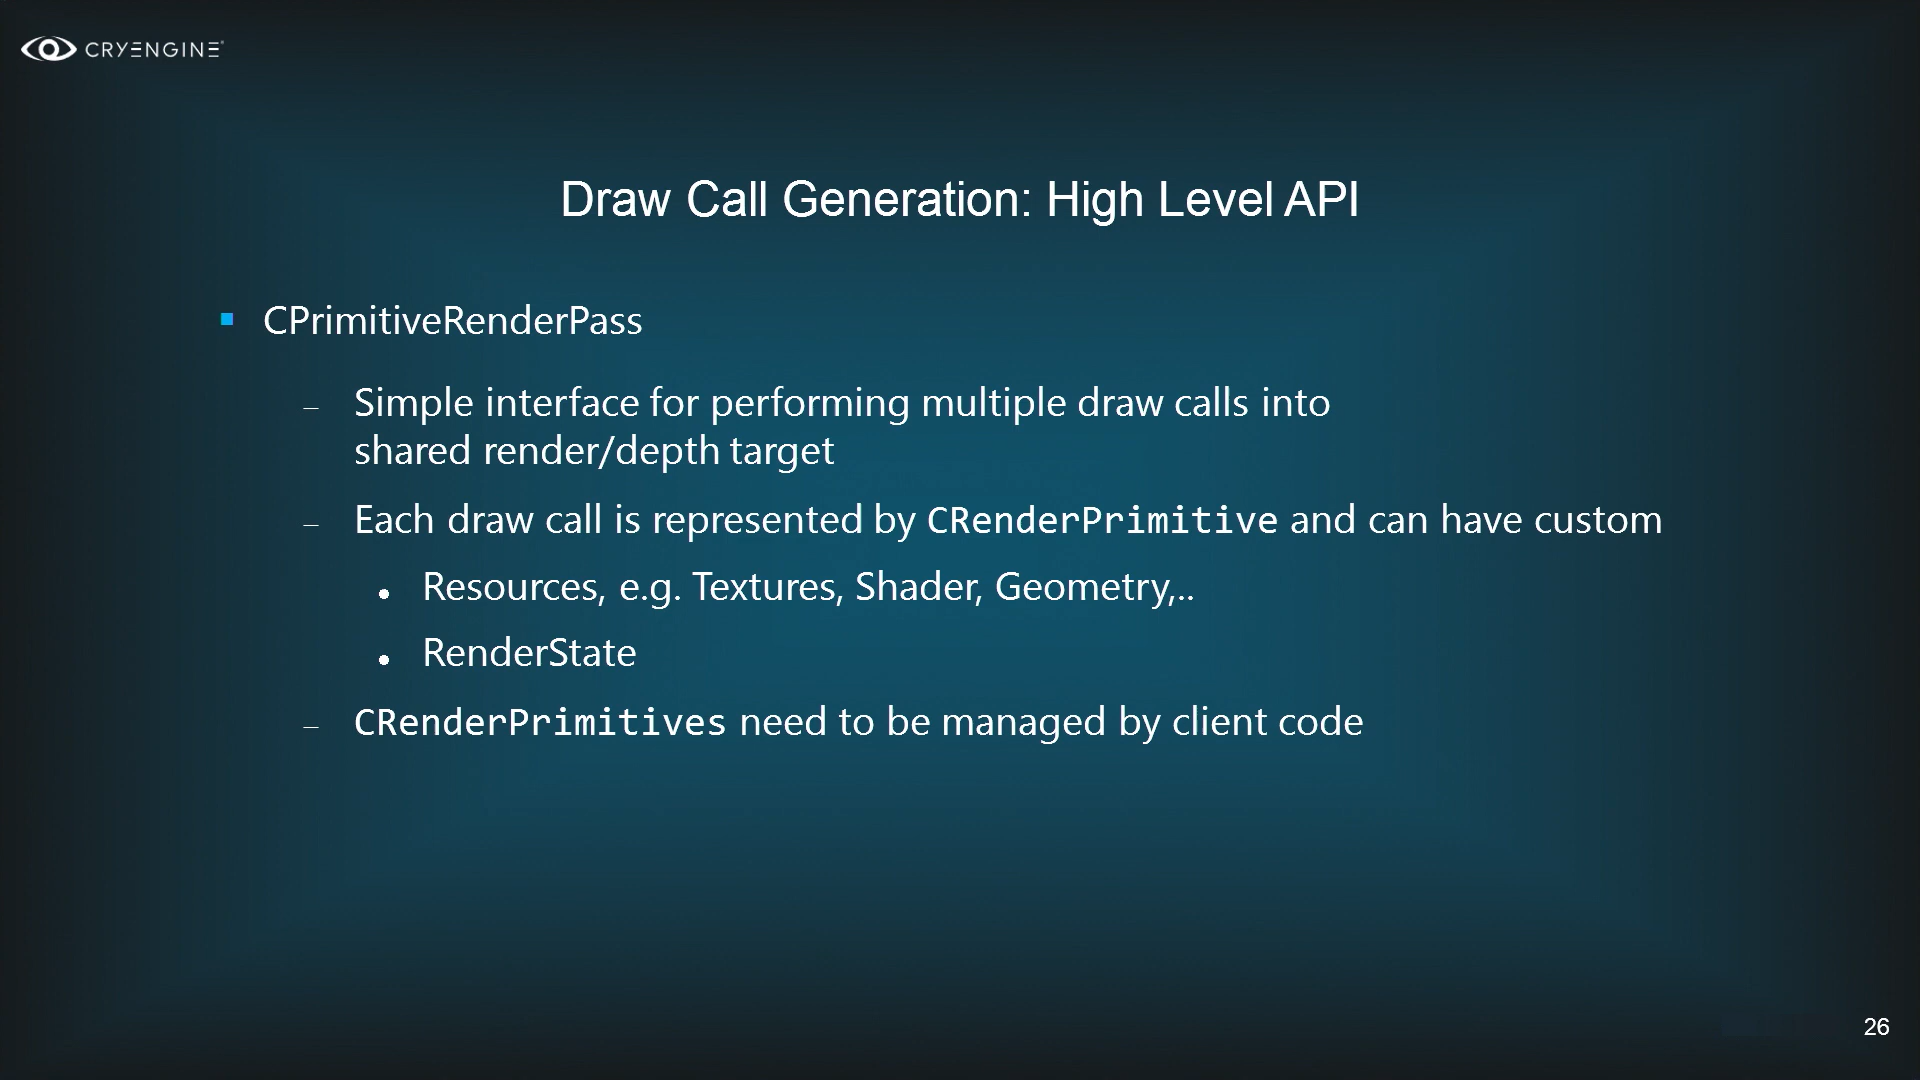 CRYENGINE®
Draw Call Generation: High Level API
▪ CPrimitiveRenderPass
– Simple interface for performing multiple draw calls into
shared render/depth target
– Each draw call is represented by CRenderPrimitive and can have custom
● Resources, e.g. Textures, Shader, Geometry,..
● RenderState
– CRenderPrimitives need to be managed by client code
26